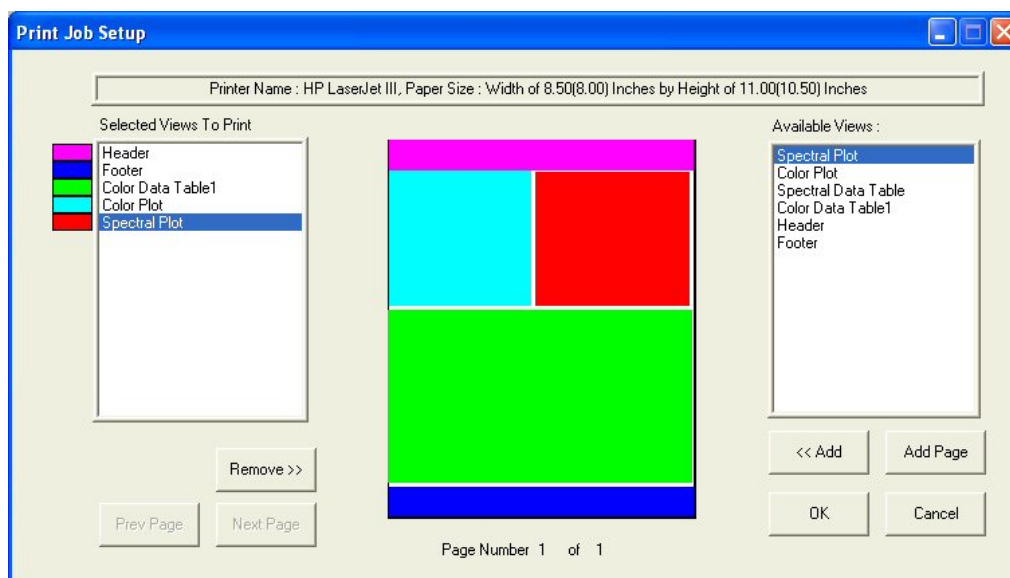 Print Job Setup
Printer Name : HP LaserJet III, Paper Size : Width of 8.50(8.00) Inches by Height of 11.00(10.50) Inches
Selected Views To Print
Header
Footer
Color Data Table1
Color Plot
Spectral Plot
Available Views :
Spectral Plot
Color Plot
Spectral Data Table
Color Data Table1
Header
Footer
Remove >>
<< Add
Add Page
Prev Page
Next Page
OK
Cancel
Page Number 1 of 1